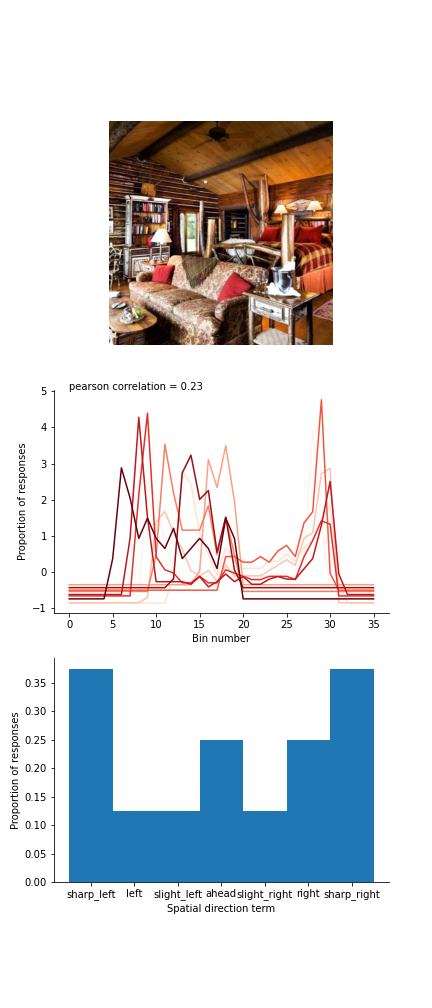 pearson correlation = 0.23
5
4
3
2
1
0
−1
Proportion of responses
0 5 10 15 20 25 30 35
Bin number
0.35
0.30
0.25
0.20
0.15
0.10
0.05
0.00
Proportion of responses
sharp_left left slight_left ahead slight_right right sharp_right
Spatial direction term